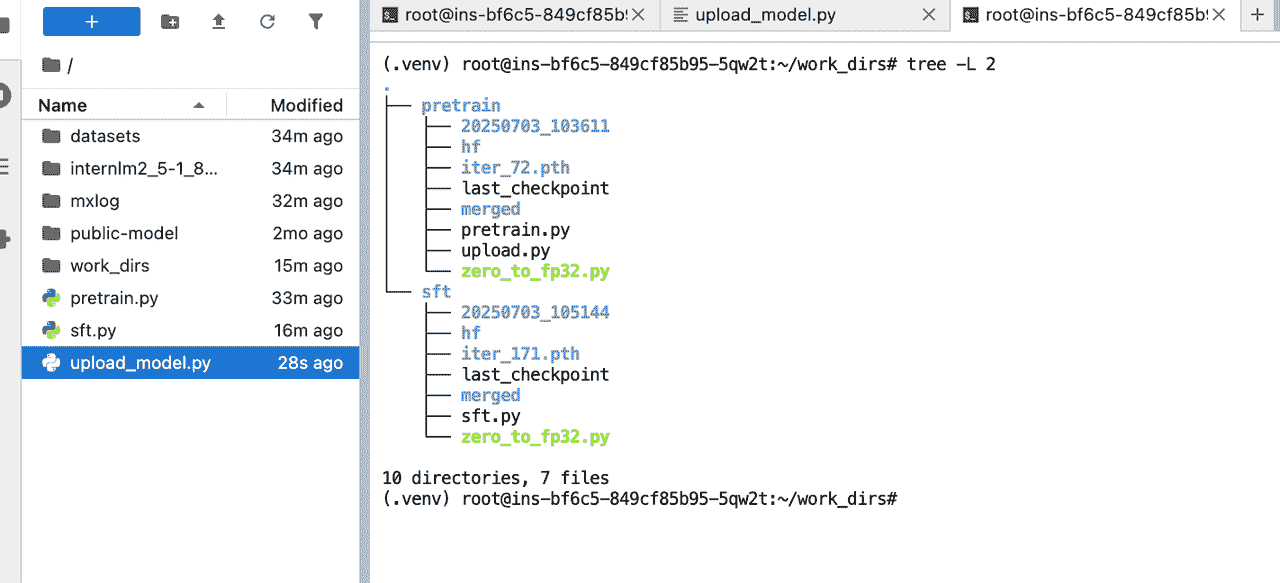 root@ins-bf6c5-849cf85b9
upload_model.py
root@ins-bf6c5-849cf85b9
/
Name Modified
datasets 34m ago
internlm2_5-1_8... 34m ago
mxlog 32m ago
public-model 2mo ago
work_dirs 15m ago
pretrain.py 33m ago
sft.py 16m ago
upload_model.py 28s ago
(.venv) root@ins-bf6c5-849cf85b95-5qw2t:~/work_dirs# tree -L 2
.
├── pretrain
│   ├── 20250703_103611
│   ├── hf
│   ├── iter_72.pth
│   ├── last_checkpoint
│   ├── merged
│   ├── pretrain.py
│   ├── upload.py
│   └── zero_to_fp32.py
└── sft
    ├── 20250703_105144
    ├── hf
    ├── iter_171.pth
    ├── last_checkpoint
    ├── merged
    ├── sft.py
    └── zero_to_fp32.py
10 directories, 7 files
(.venv) root@ins-bf6c5-849cf85b95-5qw2t:~/work_dirs#